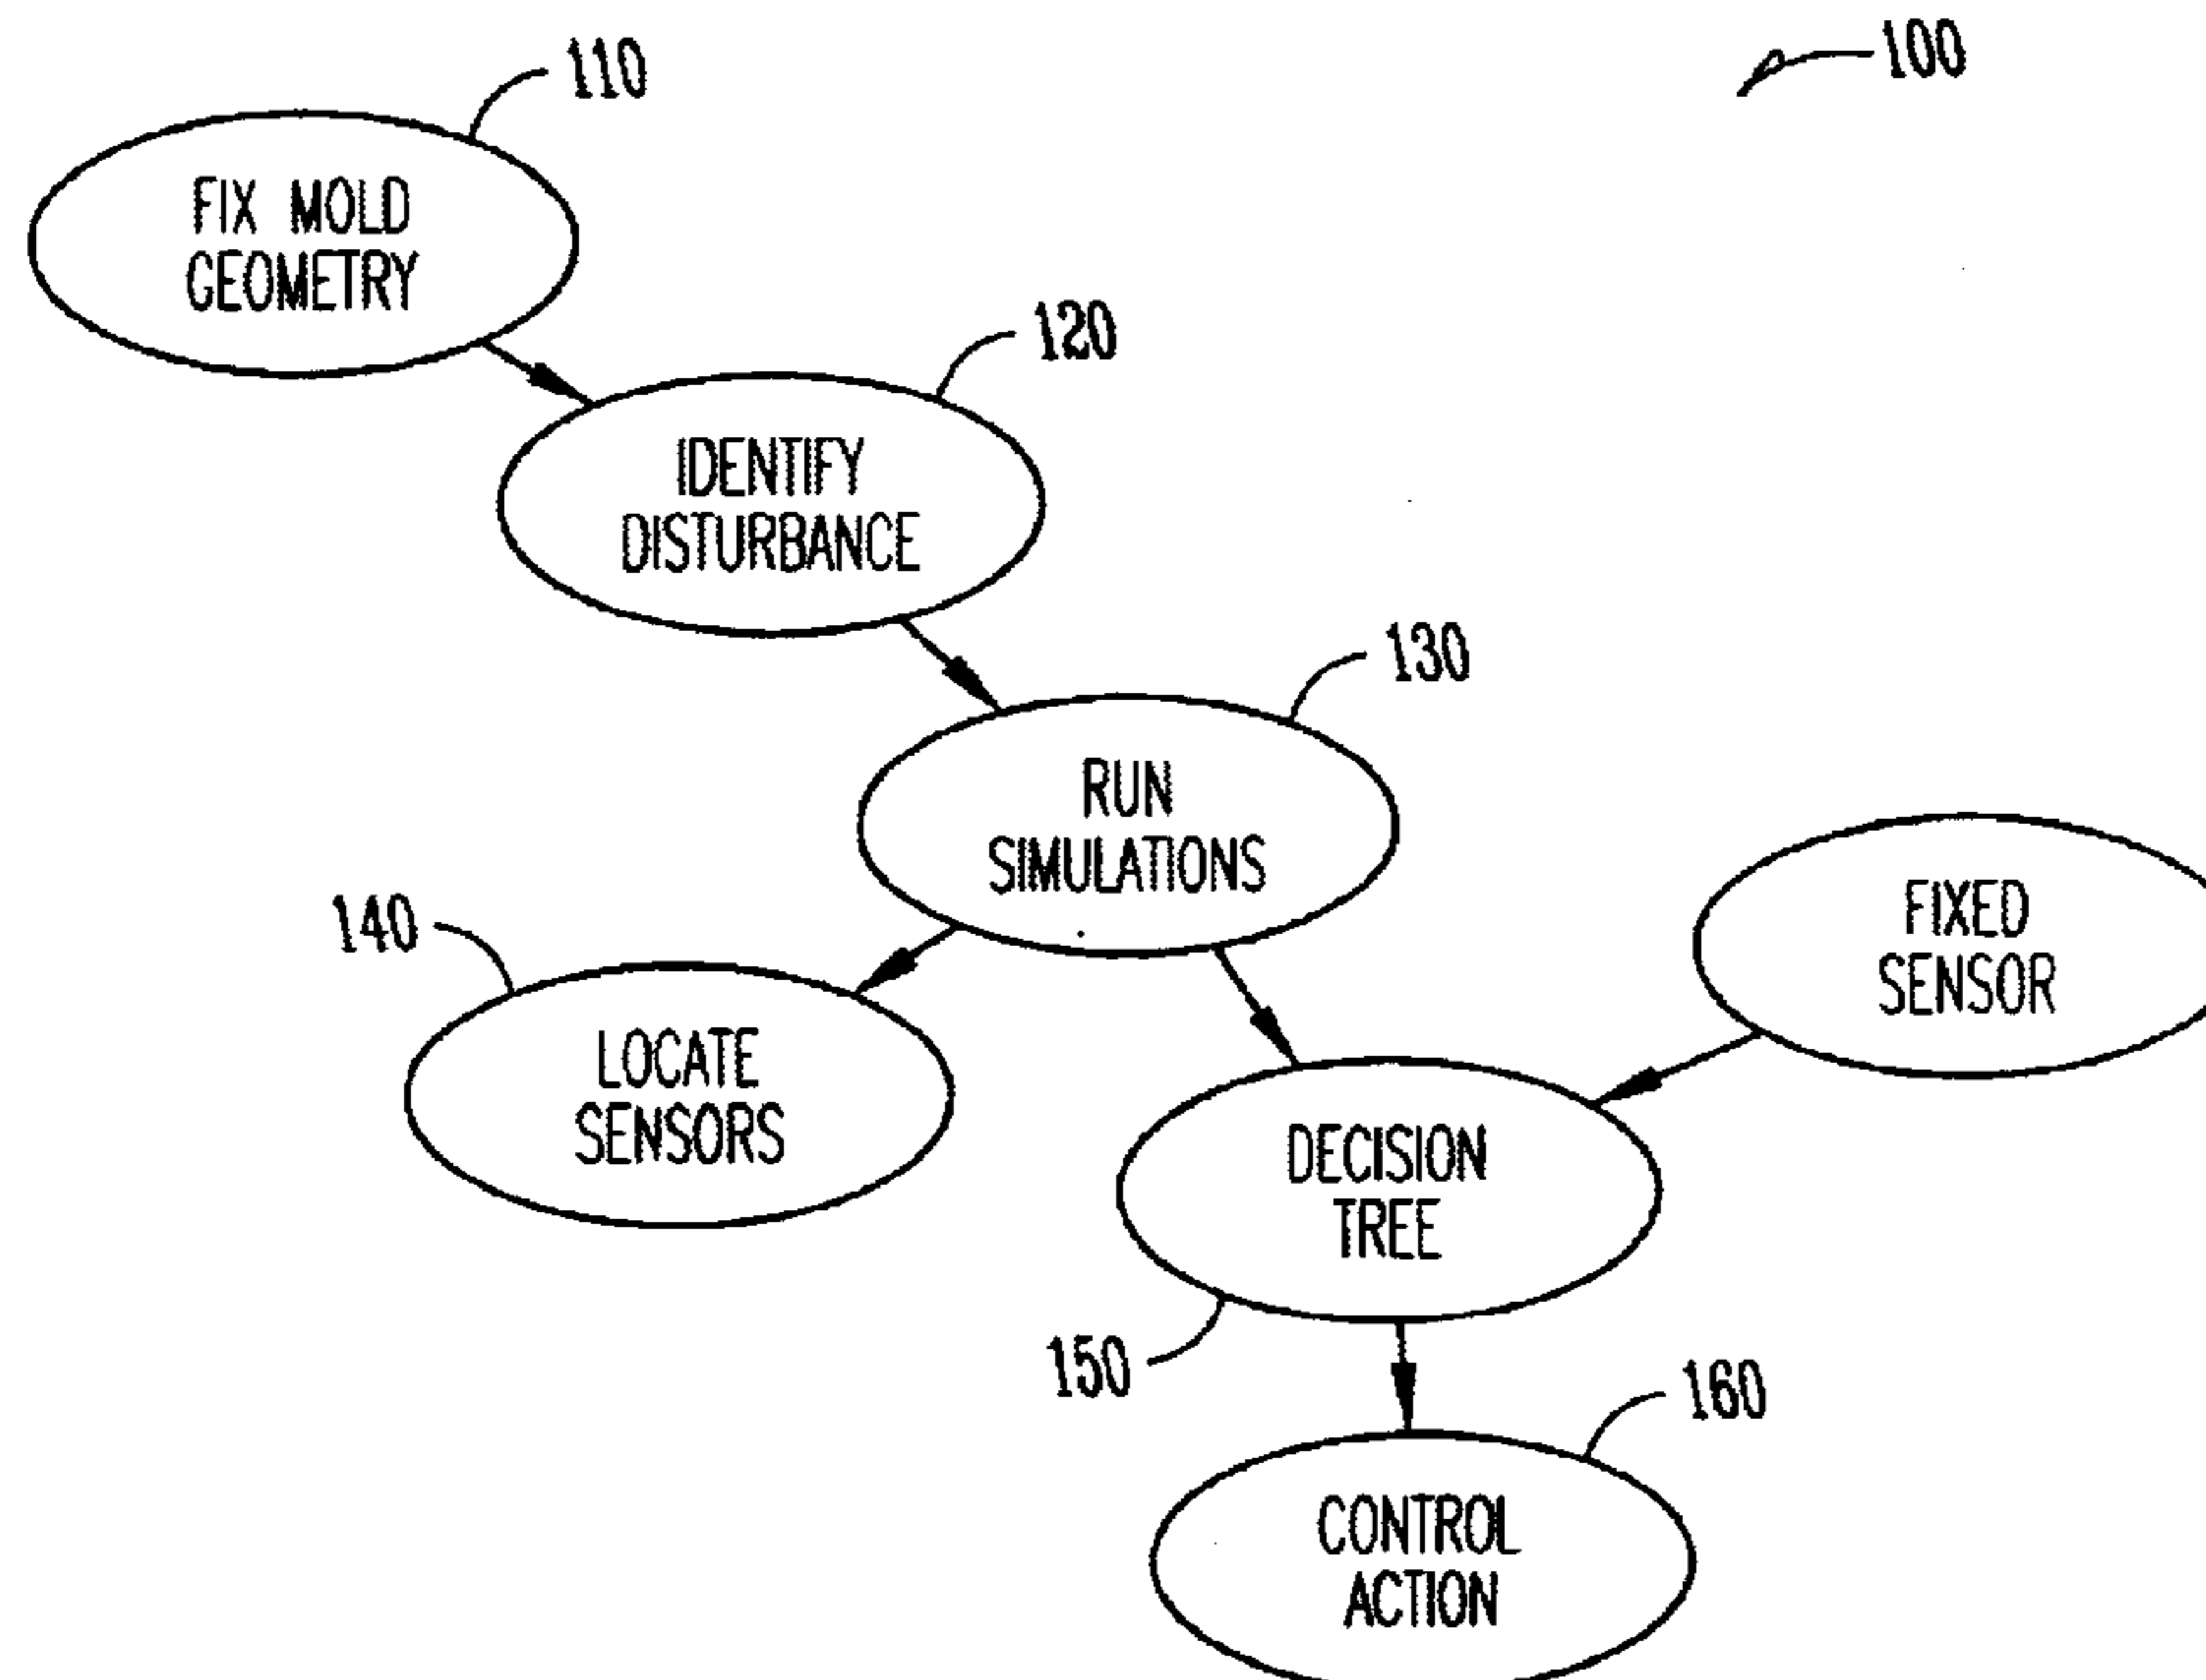 110
100
FIX MOLD
GEOMETRY
120
IDENTIFY
DISTURBANCE
130
RUN
SIMULATIONS
140
FIXED
SENSOR
LOCATE
SENSORS
DECISION
TREE
150
160
CONTROL
ACTION